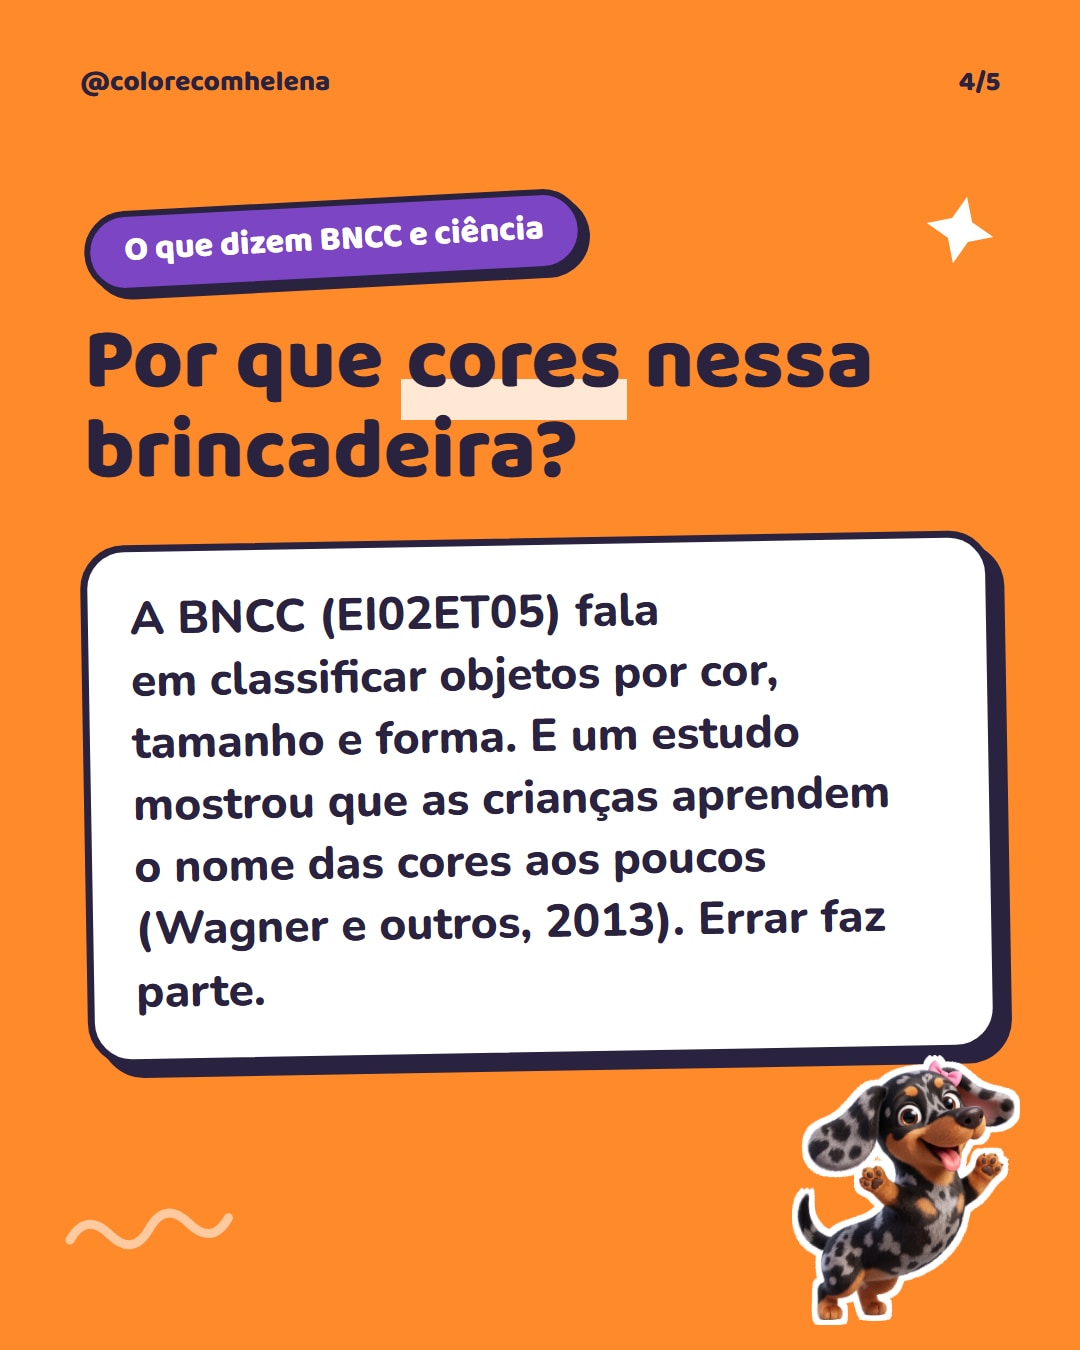 @colorecomhelena
4/5
O que dizem BNCC e ciência
Por que cores nessa
brincadeira?
A BNCC (EI02ET05) fala
em classificar objetos por cor,
tamanho e forma. E um estudo
mostrou que as crianças aprendem
o nome das cores aos poucos
(Wagner e outros, 2013). Errar faz
parte.